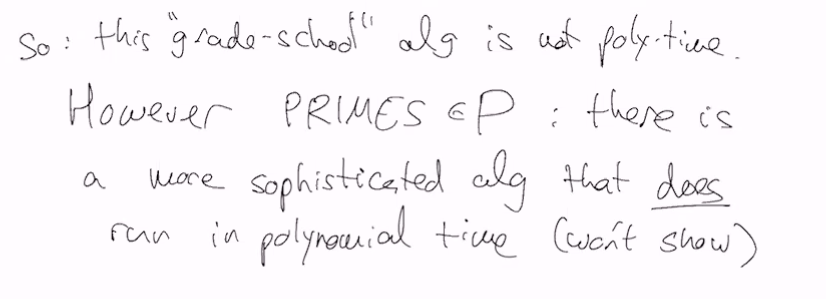 So: this "grade-school" alg is not poly-time.
However PRIMES ∈ P : there is
a more sophisticated alg that does
run in polynomial time (won't show)